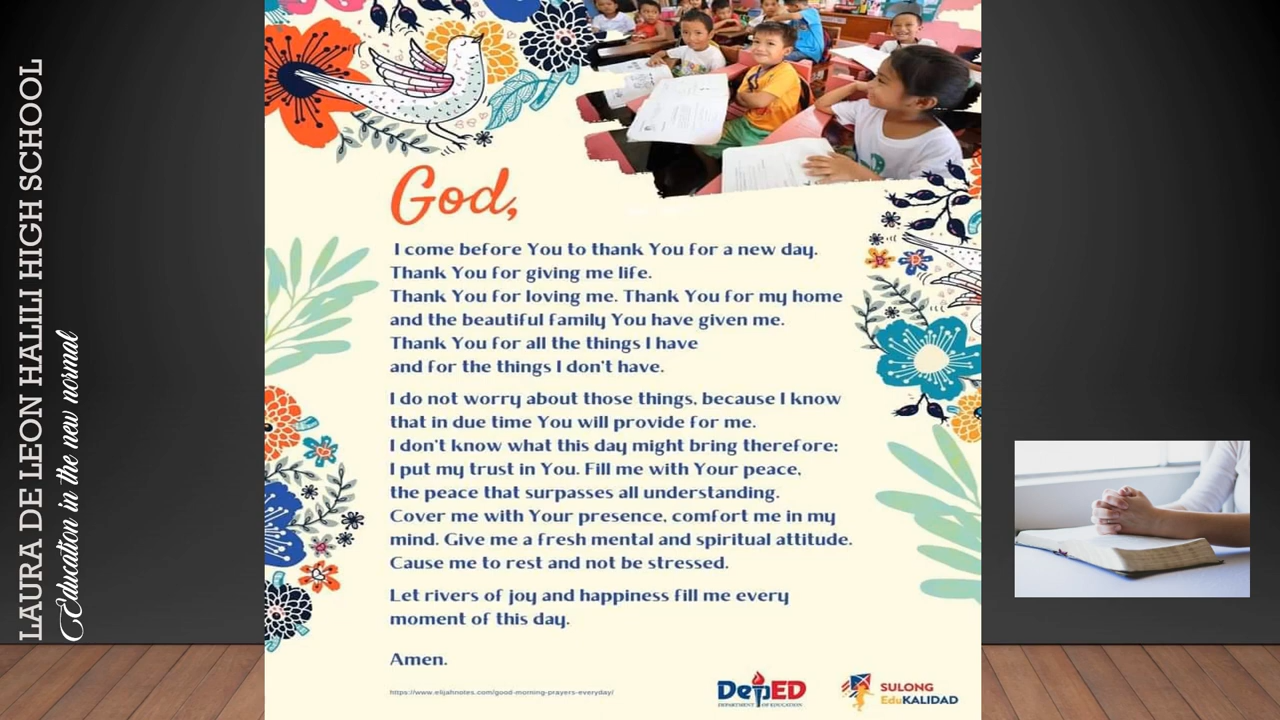 LAURA DE LEON HALILI HIGH SCHOOL
Education in the new normal
God,
I come before You to thank You for a new day.
Thank You for giving me life.
Thank You for loving me. Thank You for my home
and the beautiful family You have given me.
Thank You for all the things I have
and for the things I don't have.
I do not worry about those things, because I know
that in due time You will provide for me.
I don't know what this day might bring therefore;
I put my trust in You. Fill me with Your peace,
the peace that surpasses all understanding.
Cover me with Your presence, comfort me in my
mind. Give me a fresh mental and spiritual attitude.
Cause me to rest and not be stressed.
Let rivers of joy and happiness fill me every
moment of this day.
Amen.
https://www.elijahnotes.com/good-morning-prayers-everyday/
DepED
DEPARTMENT OF EDUCATION
SULONG
EduKALIDAD